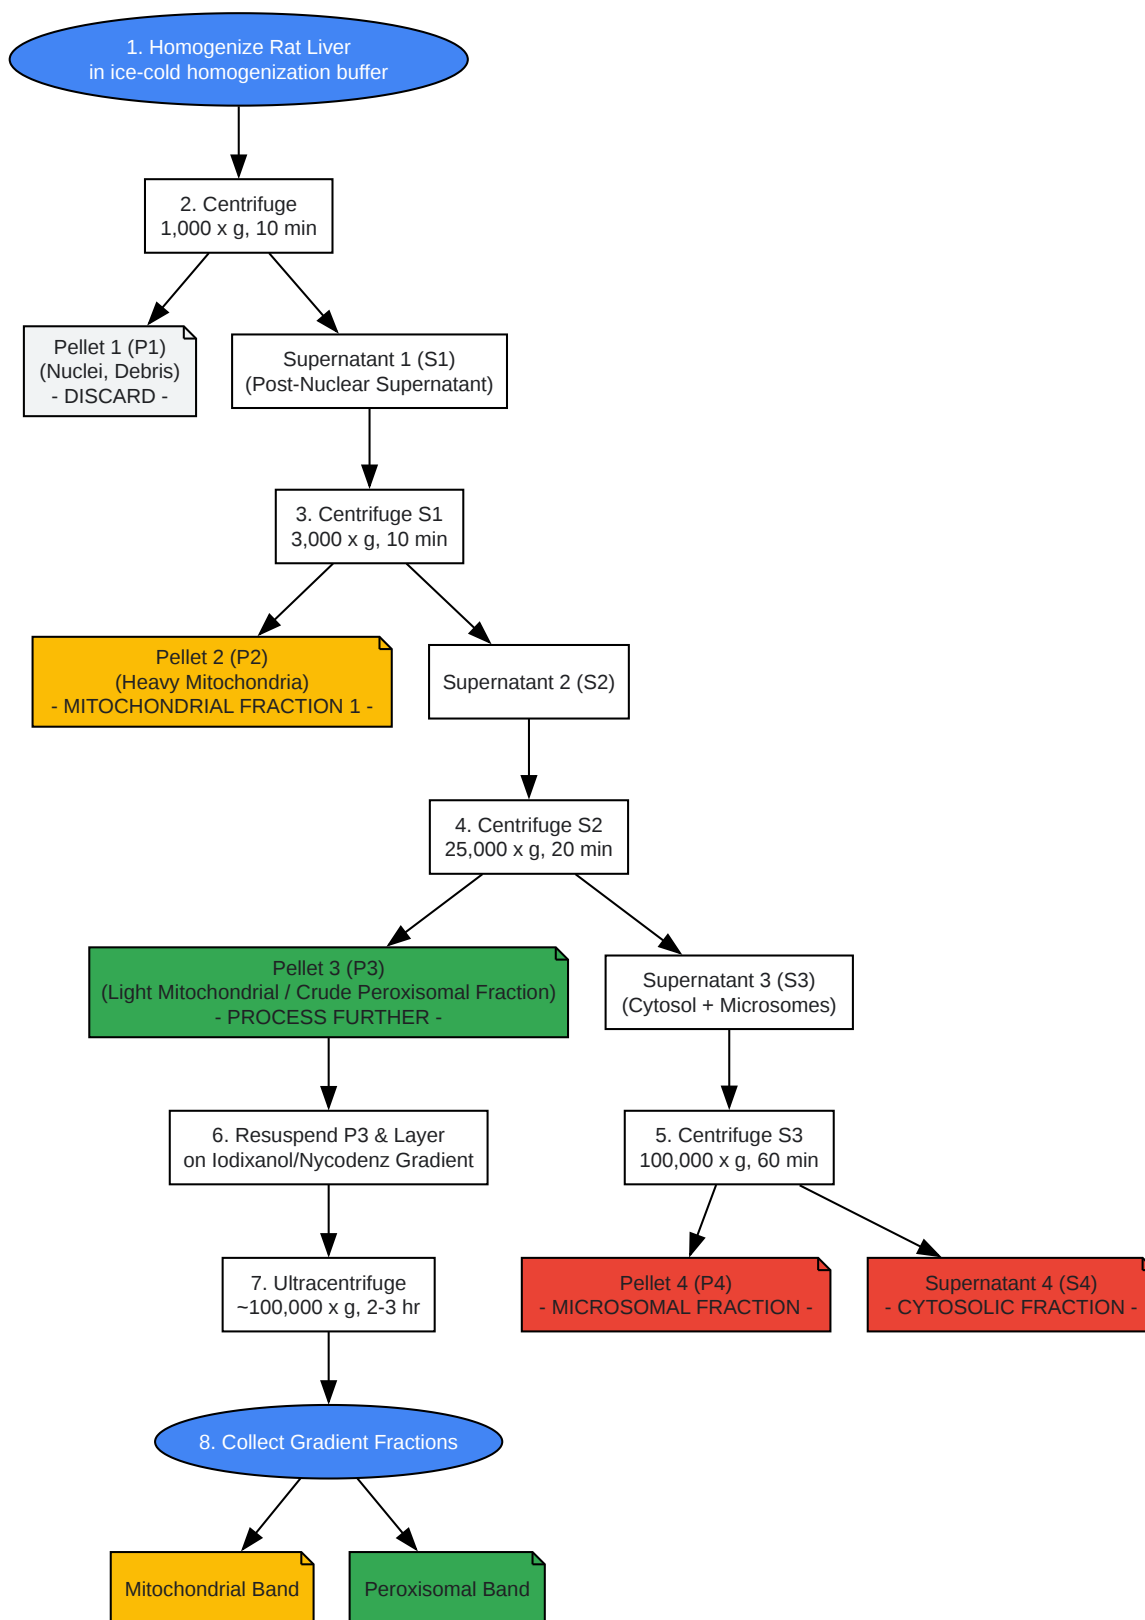 1. Homogenize Rat Liver
in ice-cold homogenization buffer
2. Centrifuge
1,000 x g, 10 min
Pellet 1 (P1)
(Nuclei, Debris)
- DISCARD -
Supernatant 1 (S1)
(Post-Nuclear Supernatant)
3. Centrifuge S1
3,000 x g, 10 min
Pellet 2 (P2)
(Heavy Mitochondria)
- MITOCHONDRIAL FRACTION 1 -
Supernatant 2 (S2)
4. Centrifuge S2
25,000 x g, 20 min
Pellet 3 (P3)
(Light Mitochondrial / Crude Peroxisomal Fraction)
- PROCESS FURTHER -
Supernatant 3 (S3)
(Cytosol + Microsomes)
6. Resuspend P3 & Layer
on Iodixanol/Nycodenz Gradient
5. Centrifuge S3
100,000 x g, 60 min
7. Ultracentrifuge
~100,000 x g, 2-3 hr
Pellet 4 (P4)
- MICROSOMAL FRACTION -
Supernatant 4 (S4)
- CYTOSOLIC FRACTION -
8. Collect Gradient Fractions
Mitochondrial Band
Peroxisomal Band